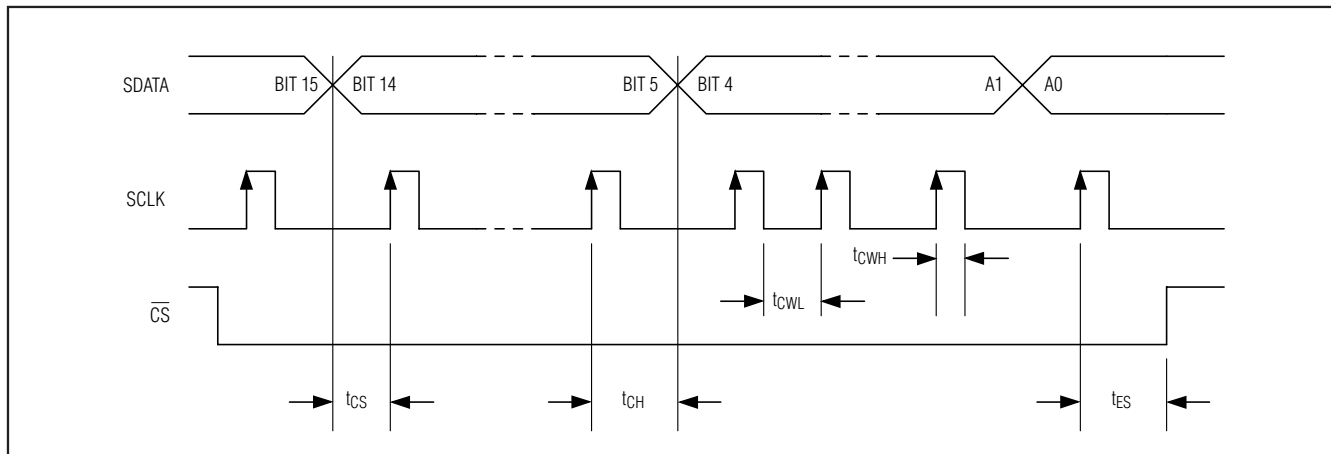 SDATA BIT 15 BIT 14 BIT 5 BIT 4 A1 A0
SCLK
tCWH
tCWL
CS
tCS tCH tES